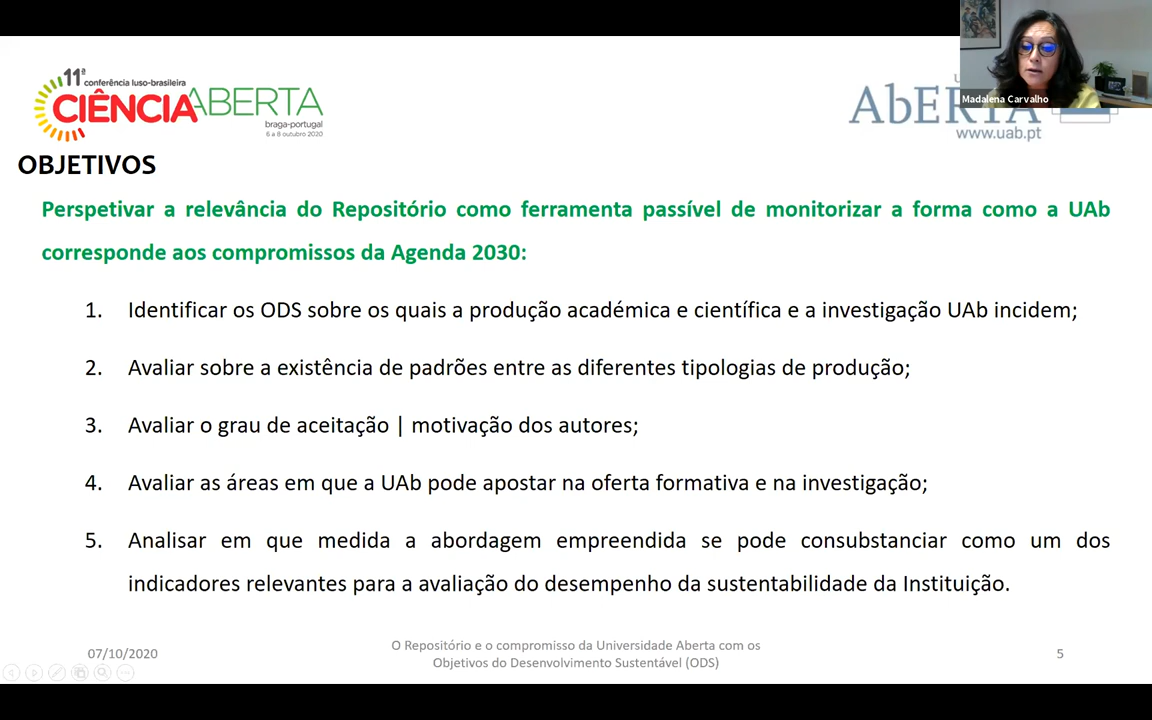 11ª conferência luso-brasileira
CIÊNCIAABERTA
braga-portugal
6 a 8 outubro 2020
AbERTA
www.uab.pt
Madalena Carvalho
OBJETIVOS
Perspetivar a relevância do Repositório como ferramenta passível de monitorizar a forma como a UAb
corresponde aos compromissos da Agenda 2030:
1. Identificar os ODS sobre os quais a produção académica e científica e a investigação UAb incidem;
2. Avaliar sobre a existência de padrões entre as diferentes tipologias de produção;
3. Avaliar o grau de aceitação | motivação dos autores;
4. Avaliar as áreas em que a UAb pode apostar na oferta formativa e na investigação;
5. Analisar em que medida a abordagem empreendida se pode consubstanciar como um dos
indicadores relevantes para a avaliação do desempenho da sustentabilidade da Instituição.
07/10/2020
O Repositório e o compromisso da Universidade Aberta com os
Objetivos do Desenvolvimento Sustentável (ODS)
5